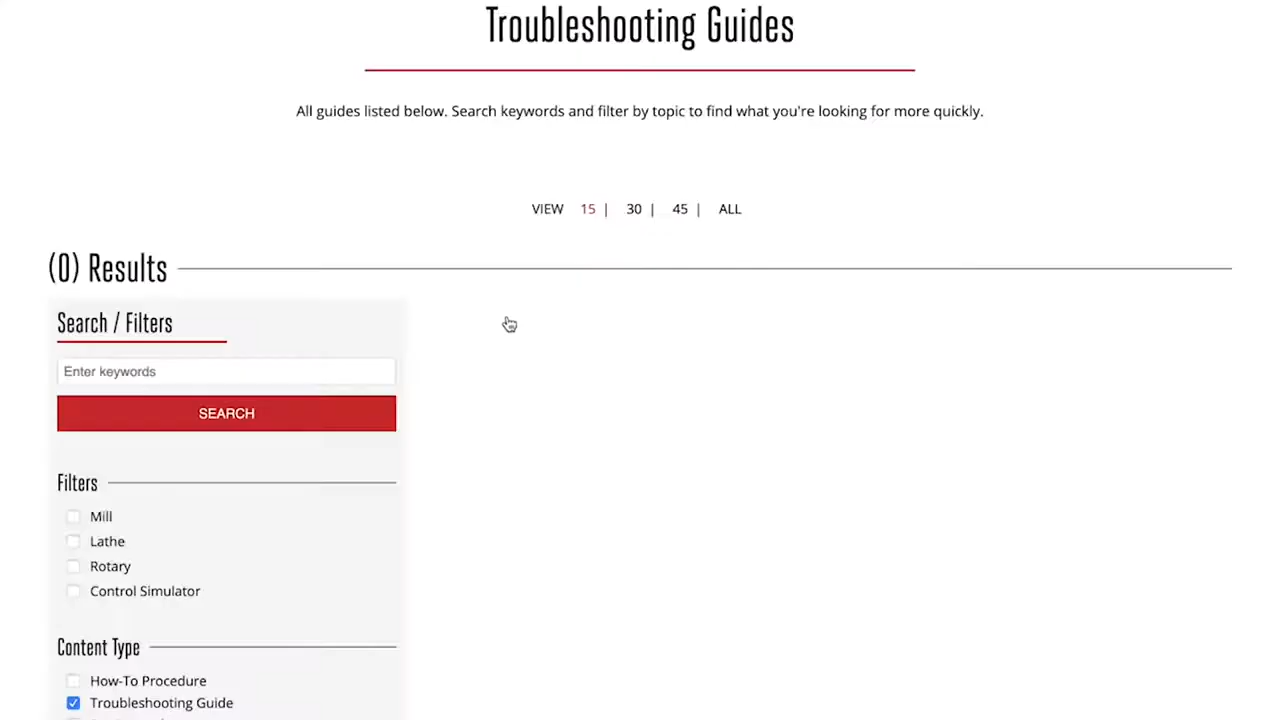 Troubleshooting Guides
All guides listed below. Search keywords and filter by topic to find what you're looking for more quickly.
VIEW 15 | 30 | 45 | ALL
(0) Results
Search / Filters
Enter keywords
SEARCH
Filters
Mill
Lathe
Rotary
Control Simulator
Content Type
How-To Procedure
Troubleshooting Guide